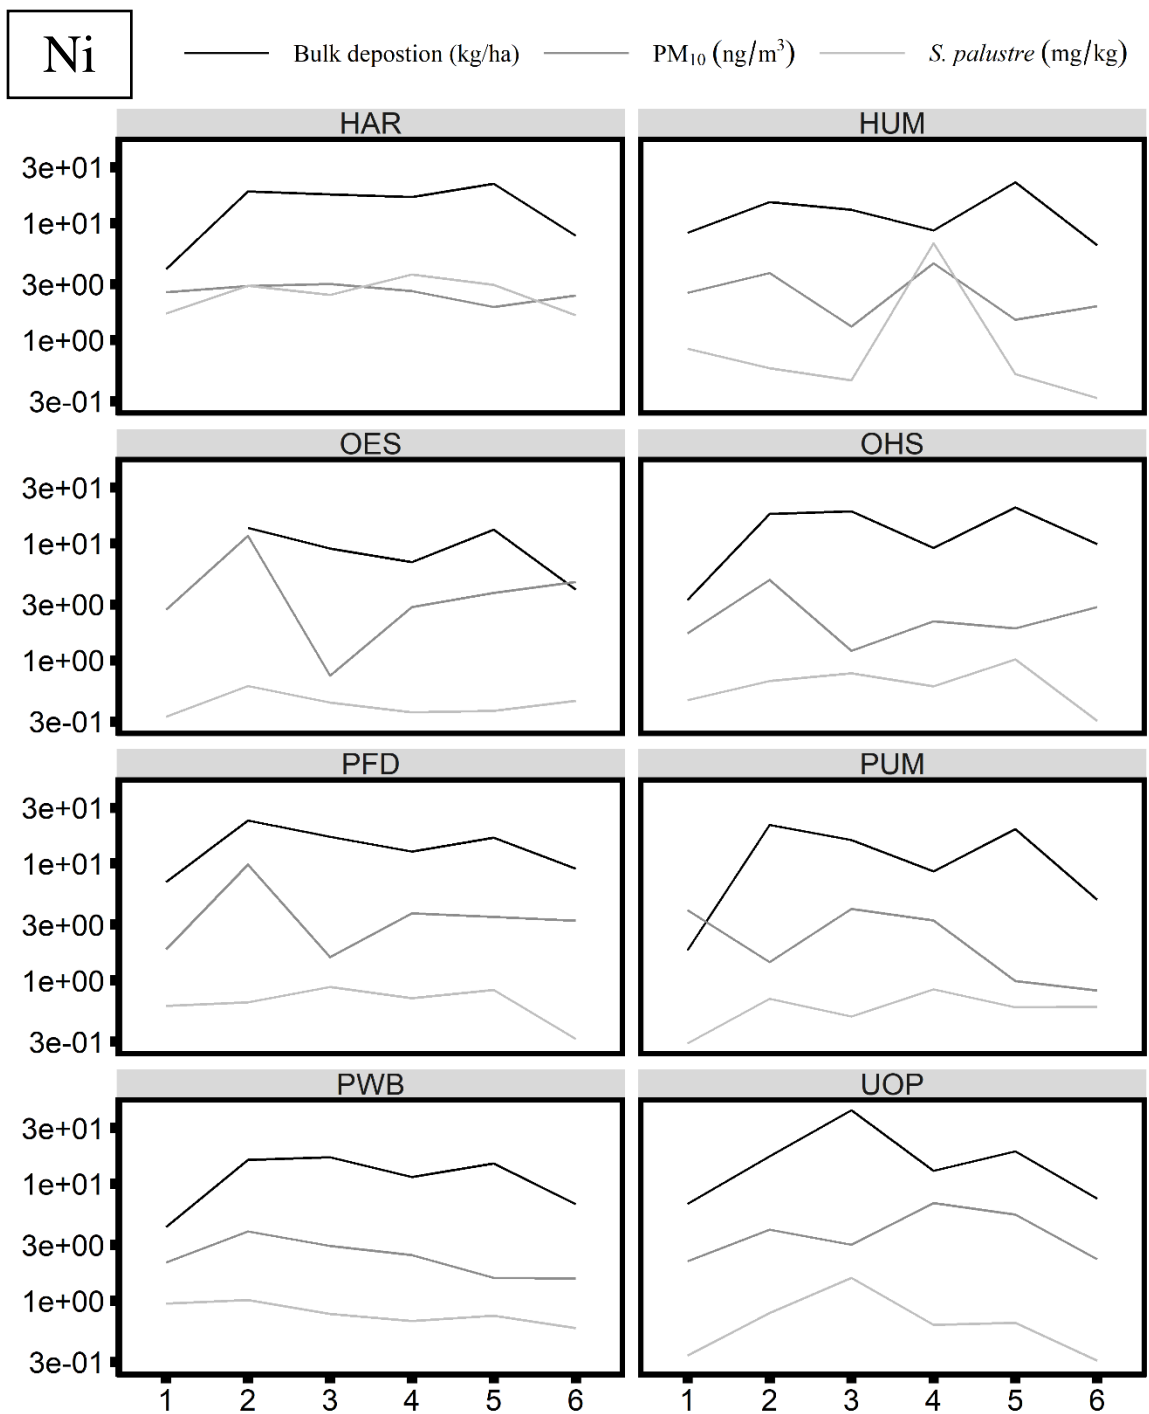 Ni
Bulk depostion (kg/ha) PM₁₀ (ng/m³) S. palustre (mg/kg)
HAR HUM
3e+01
1e+01
3e+00
1e+00
3e-01
OES OHS
3e+01
1e+01
3e+00
1e+00
3e-01
PFD PUM
3e+01
1e+01
3e+00
1e+00
3e-01
PWB UOP
3e+01
1e+01
3e+00
1e+00
3e-01
1 2 3 4 5 6 1 2 3 4 5 6